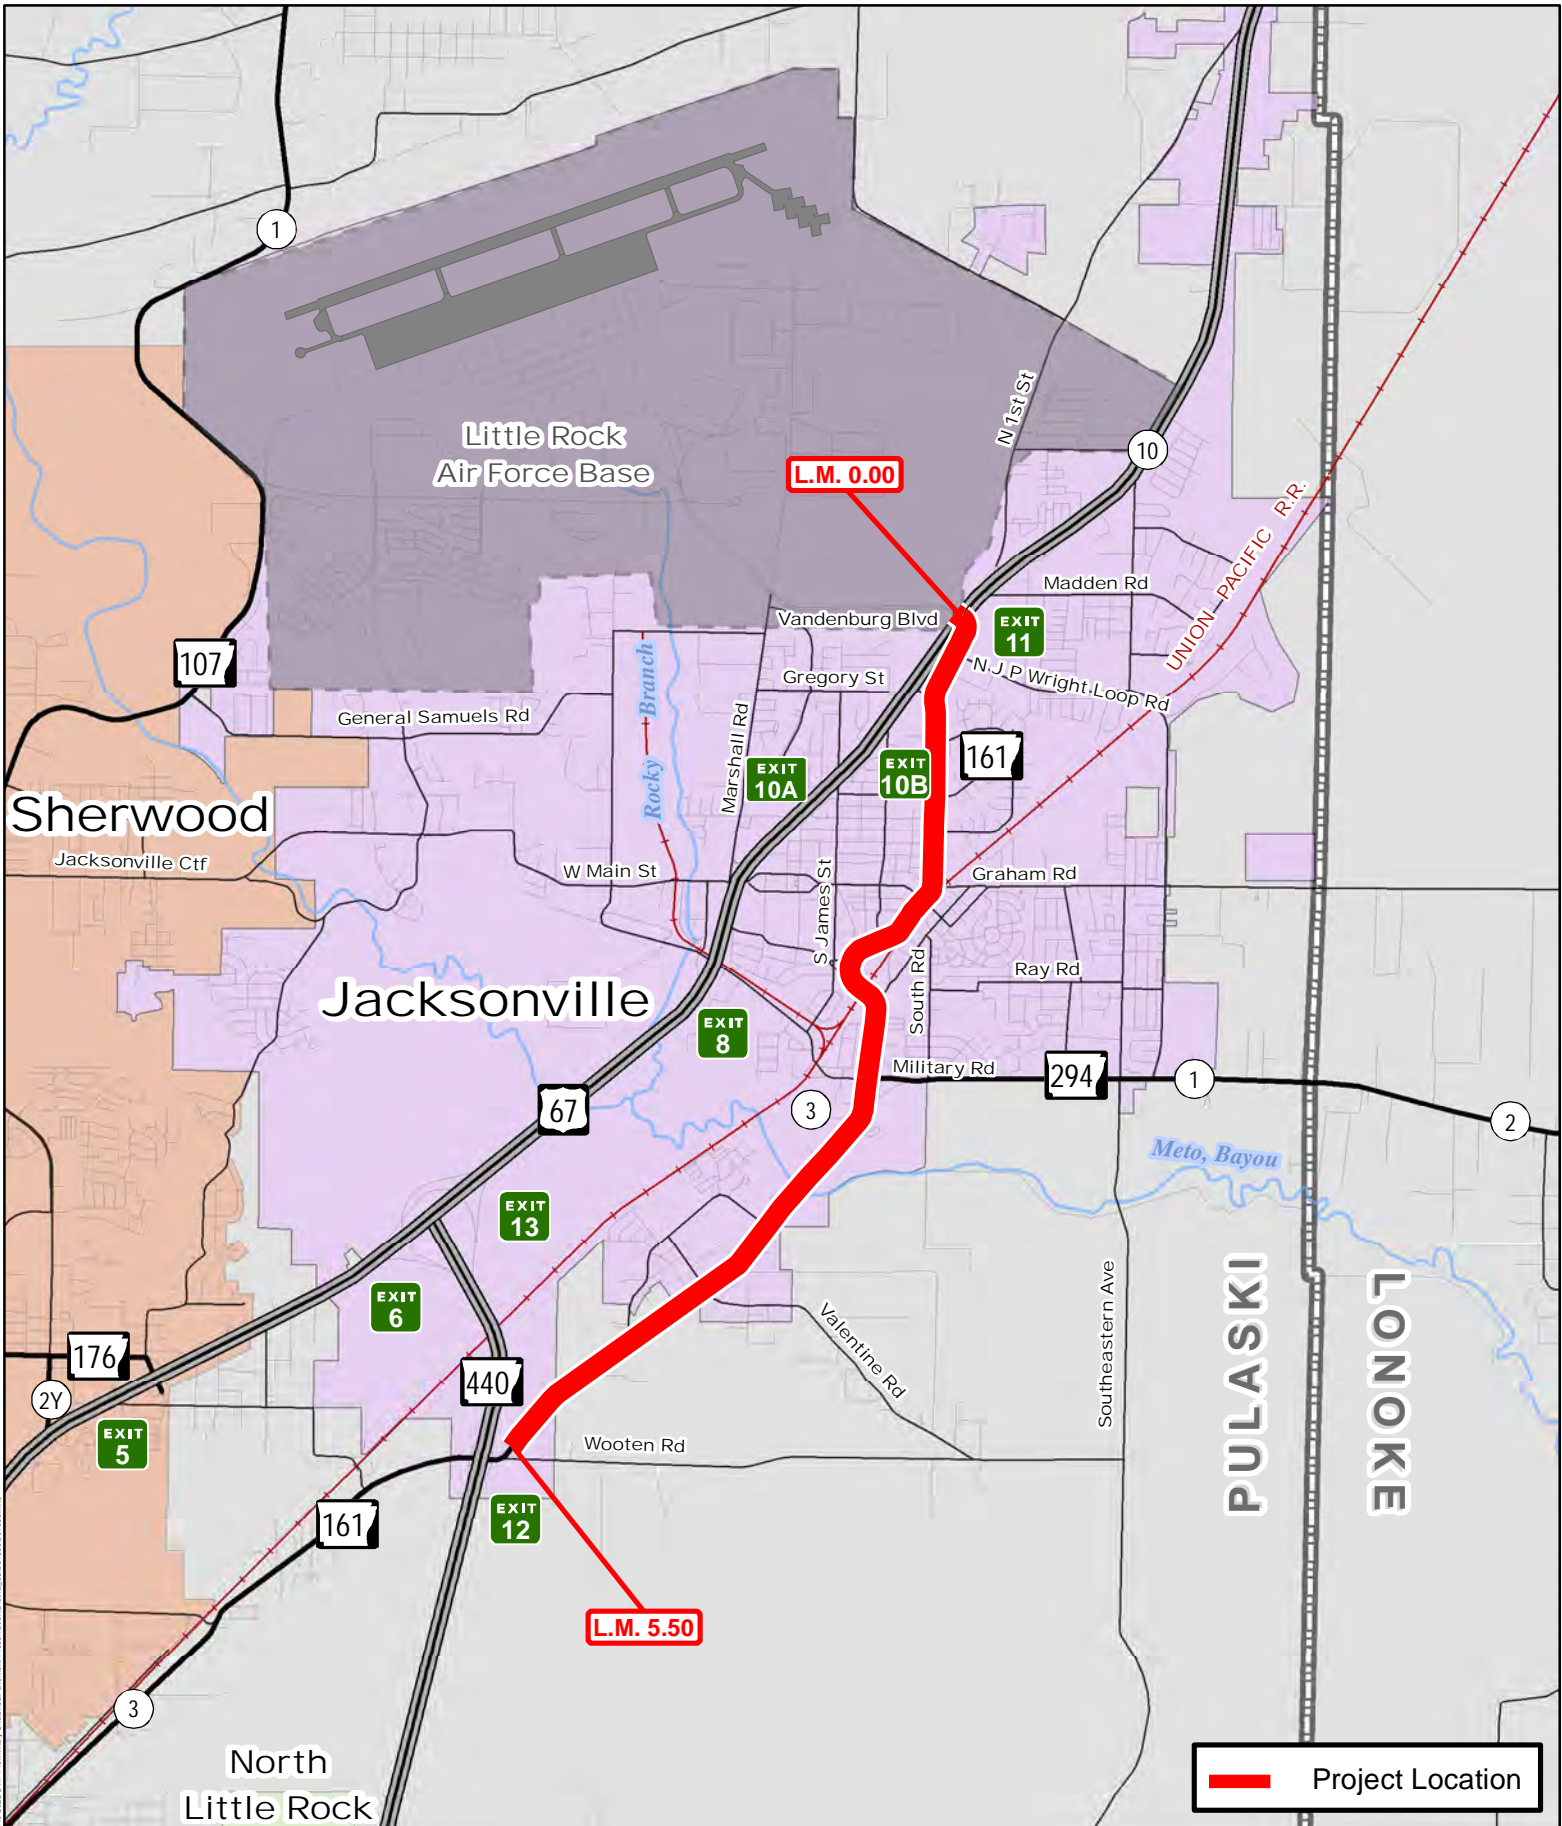 1
Little Rock
Air Force Base
L.M. 0.00
N 1st St
10
UNION PACIFIC R.R.
Madden Rd
Vandenburg Blvd
EXIT
11
107
Rocky Branch
Gregory St
N J P Wright Loop Rd
General Samuels Rd
Marshall Rd
161
EXIT
10A
EXIT
10B
Sherwood
Jacksonville Ctf
W Main St
S James St
Graham Rd
Jacksonville
South Rd
Ray Rd
EXIT
8
Military Rd
294
1
67
3
2
Meto, Bayou
EXIT
13
EXIT
6
PULASKI
LONOKE
Southeastern Ave
Valentine Rd
176
2Y
440
EXIT
5
Wooten Rd
161
EXIT
12
L.M. 5.50
3
North
Little Rock
Project Location